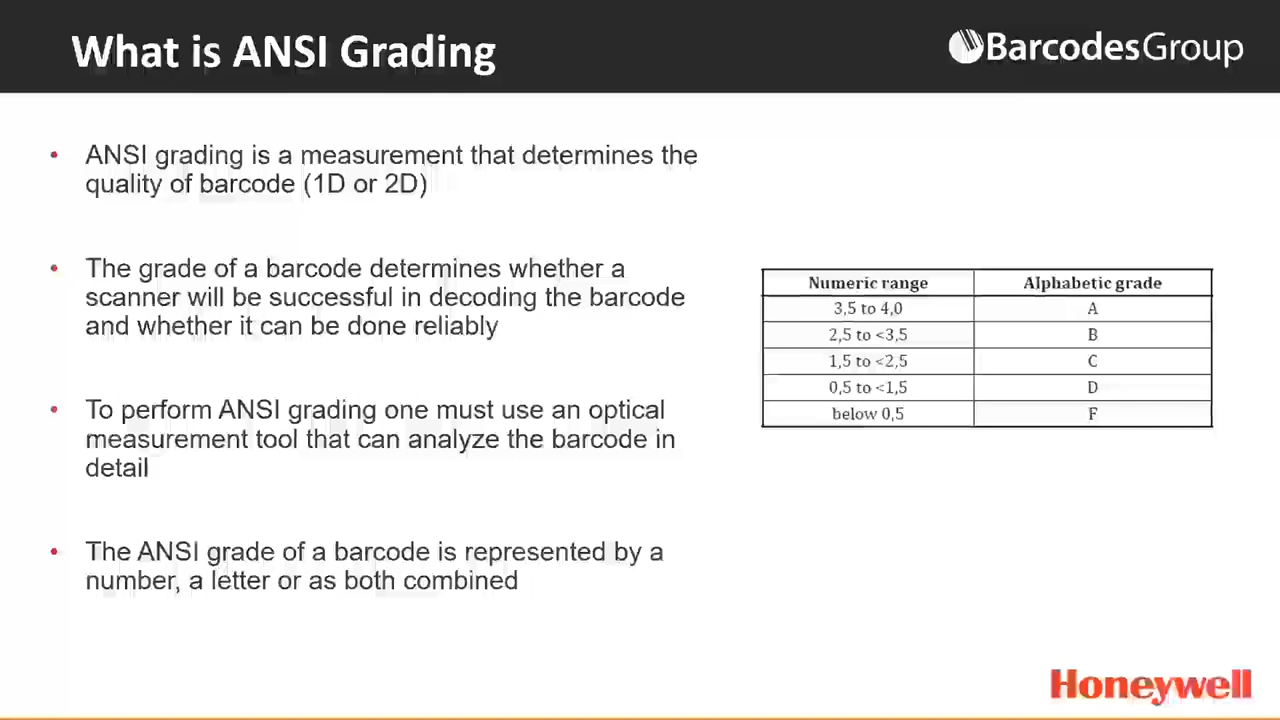 What is ANSI Grading
BarcodesGroup
• ANSI grading is a measurement that determines the
quality of barcode (1D or 2D)
• The grade of a barcode determines whether a
scanner will be successful in decoding the barcode
and whether it can be done reliably
• To perform ANSI grading one must use an optical
measurement tool that can analyze the barcode in
detail
• The ANSI grade of a barcode is represented by a
number, a letter or as both combined
Numeric range Alphabetic grade
3,5 to 4,0 A
2,5 to <3,5 B
1,5 to <2,5 C
0,5 to <1,5 D
below 0,5 F
Honeywell